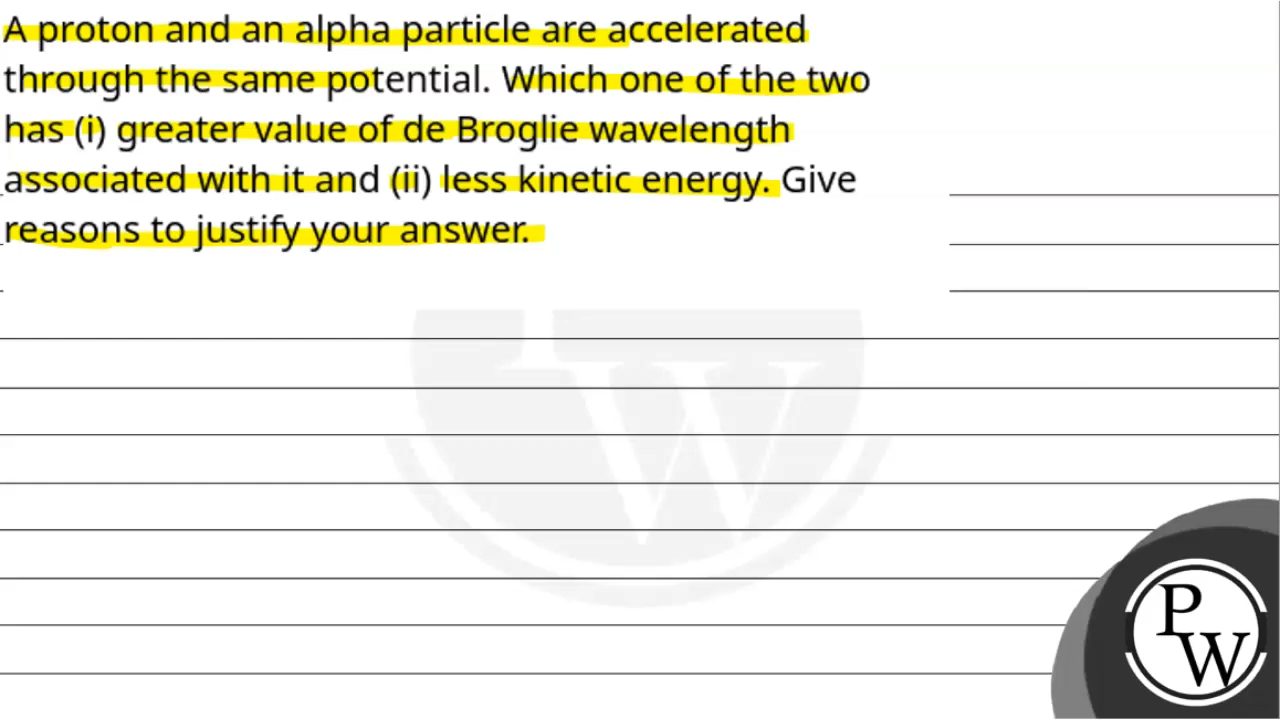 A proton and an alpha particle are accelerated
through the same potential. Which one of the two
has (i) greater value of de Broglie wavelength
associated with it and (ii) less kinetic energy. Give
reasons to justify your answer.
W
P
W